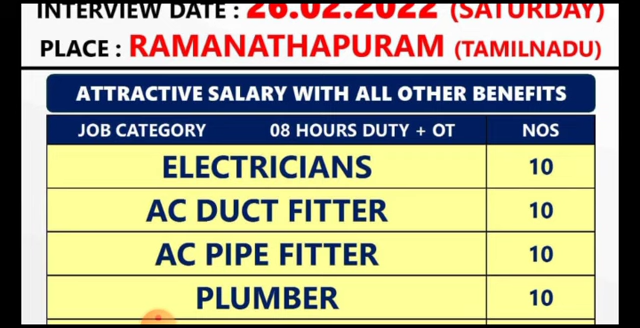 INTERVIEW DATE : 26.02.2022 (SATURDAY)
PLACE : RAMANATHAPURAM (TAMILNADU)
ATTRACTIVE SALARY WITH ALL OTHER BENEFITS
JOB CATEGORY 08 HOURS DUTY + OT NOS
ELECTRICIANS 10
AC DUCT FITTER 10
AC PIPE FITTER 10
PLUMBER 10